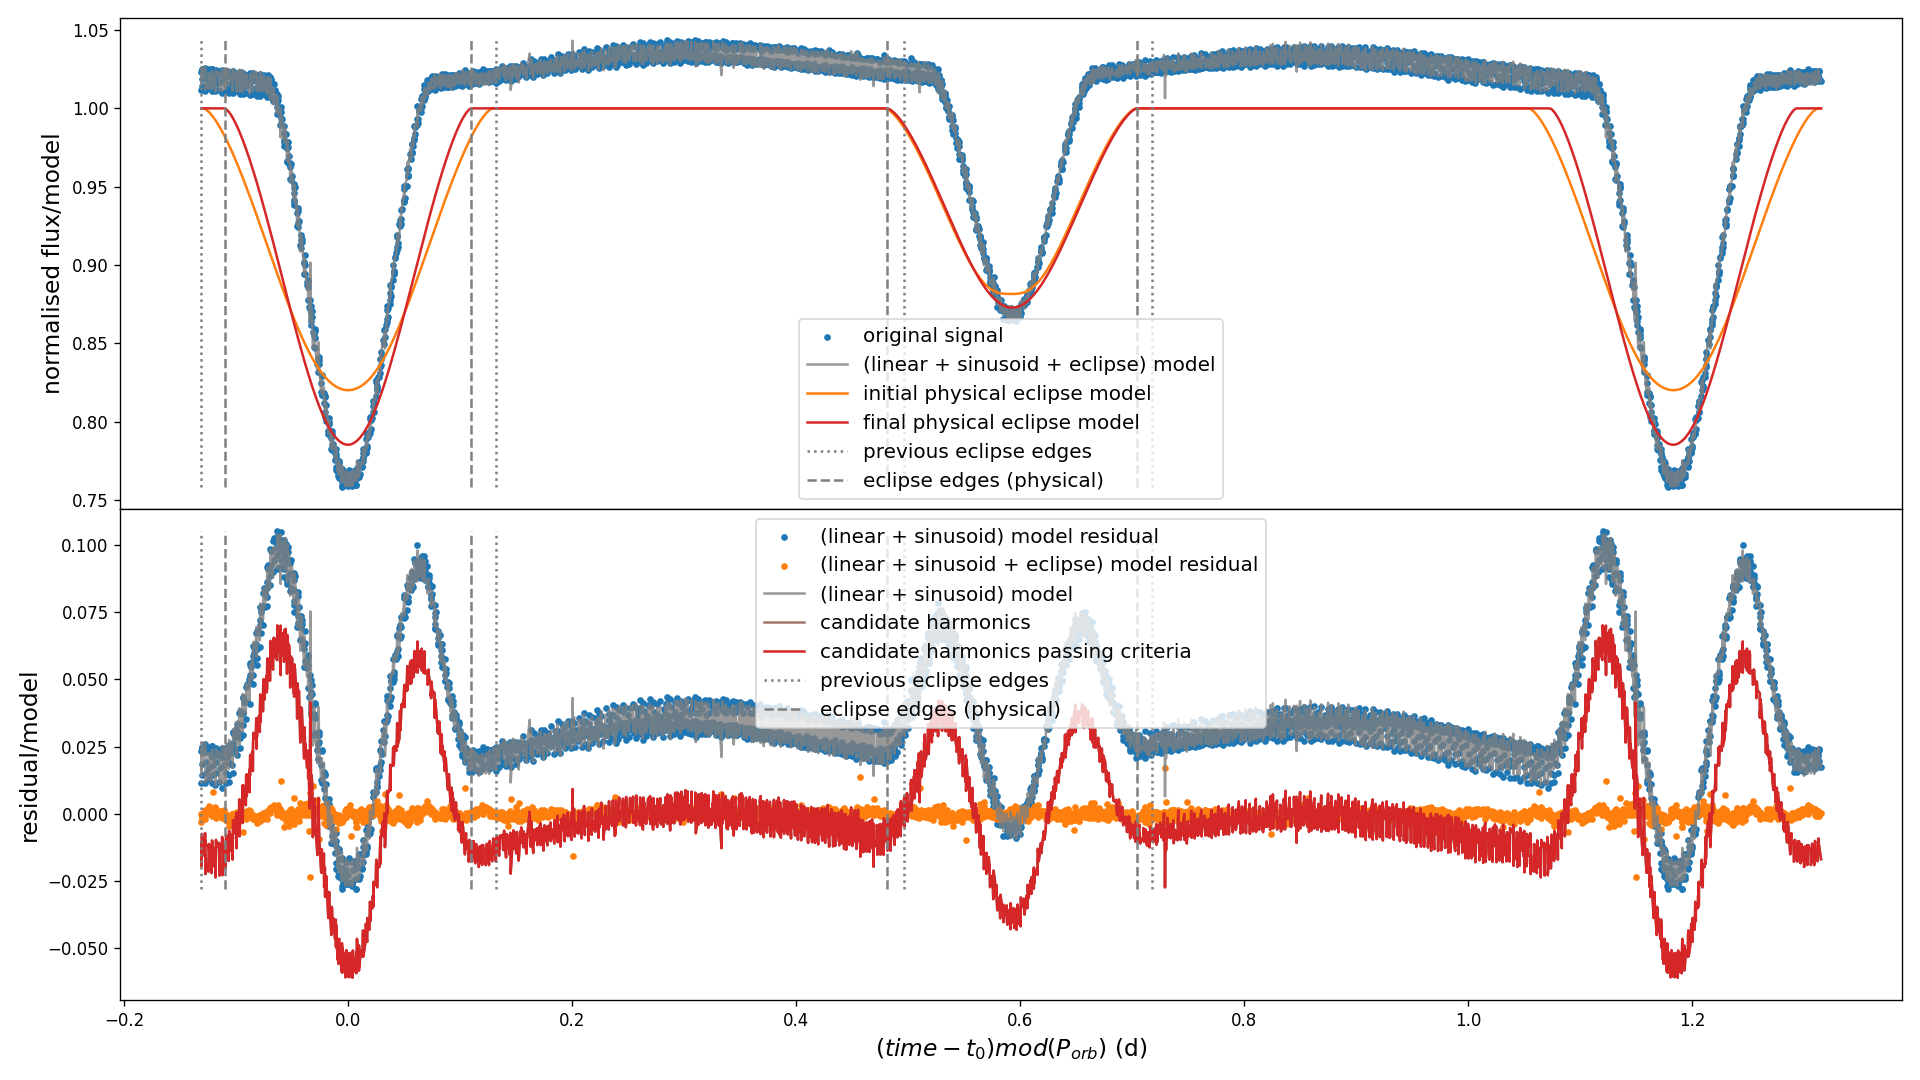 normalised flux/model
1.05
1.00
0.95
0.90
0.85
0.80
0.75
original signal
(linear + sinusoid + eclipse) model
initial physical eclipse model
final physical eclipse model
previous eclipse edges
eclipse edges (physical)
residual/model
0.100
0.075
0.050
0.025
0.000
−0.025
−0.050
(linear + sinusoid) model residual
(linear + sinusoid + eclipse) model residual
(linear + sinusoid) model
candidate harmonics
candidate harmonics passing criteria
previous eclipse edges
eclipse edges (physical)
−0.2 0.0 0.2 0.4 0.6 0.8 1.0 1.2
(time − t₀)mod(P_orb) (d)